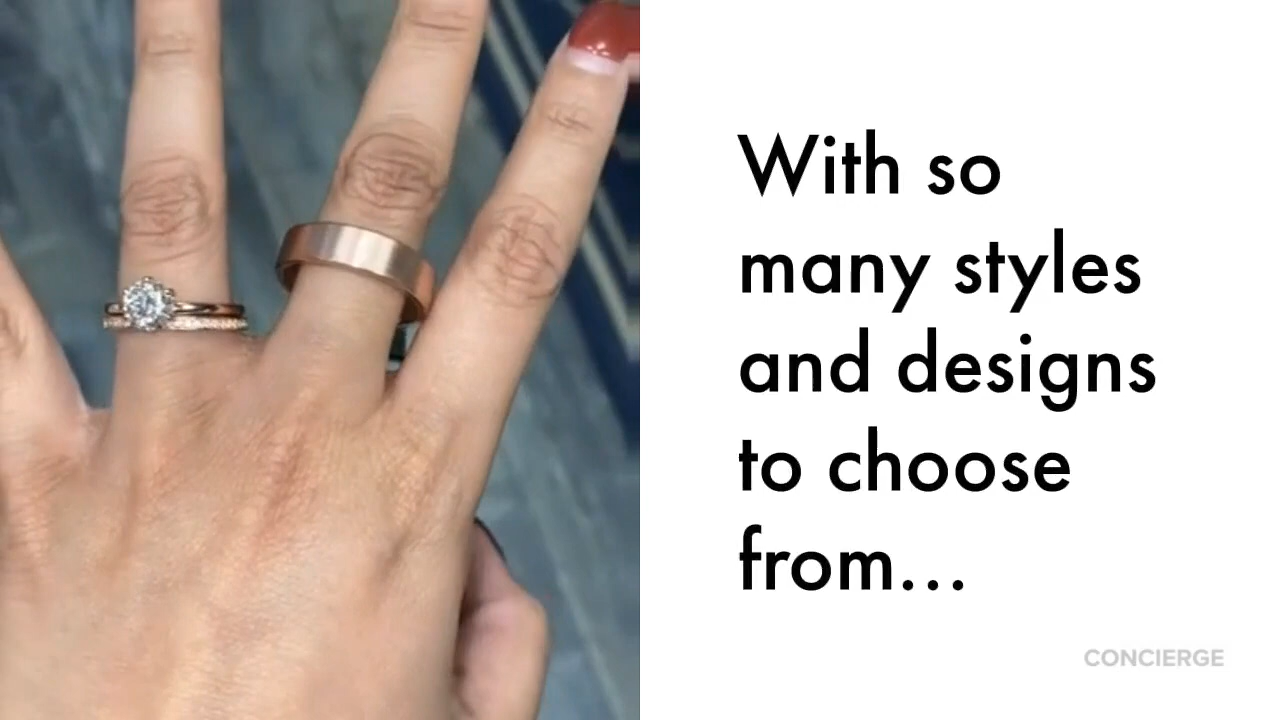 With so
many styles
and designs
to choose
from...
CONCIERGE